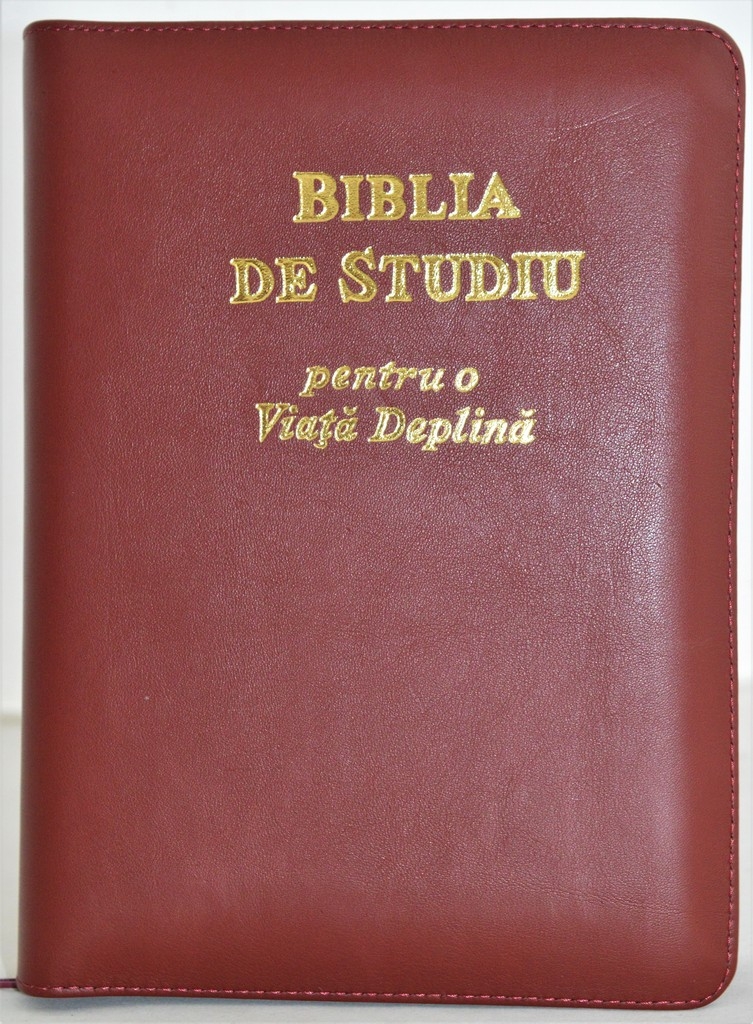 BIBLIA
DE STUDIU
pentru o
Viaţă Deplină